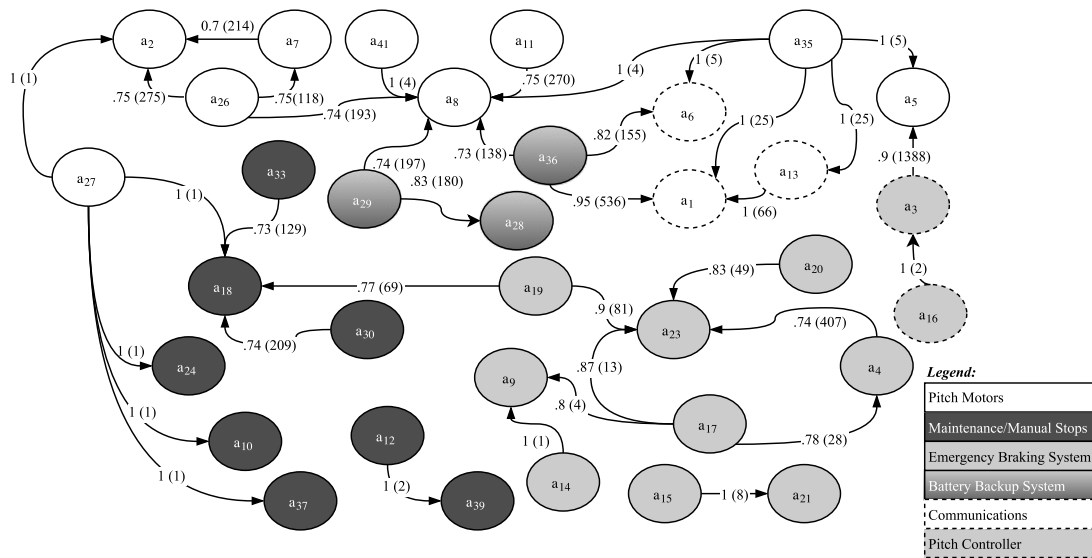 0.7 (214)
a2
a7
a41
a11
a35
1 (5)
1 (5)
1 (1)
1 (4)
.75 (270)
1 (4)
.75 (275)
.75(118)
a26
a8
a5
.74 (193)
a6
1 (25)
1 (25)
.82 (155)
.73 (138)
a36
.9 (1388)
.74 (197)
a27
a33
a13
.83 (180)
1 (1)
.95 (536)
a29
a1
a3
1 (66)
a28
.73 (129)
a20
.83 (49)
1 (2)
a18
.77 (69)
a19
.9 (81)
a16
a30
a23
.74 (407)
.74 (209)
1 (1)
a24
.87 (13)
a4
a9
Legend:
Pitch Motors
.8 (4)
1 (1)
a10
a12
a17
Maintenance/Manual Stops
1 (1)
.78 (28)
Emergency Braking System
1 (1)
1 (2)
a14
Battery Backup System
a37
a39
a15
1 (8)
a21
Communications
Pitch Controller